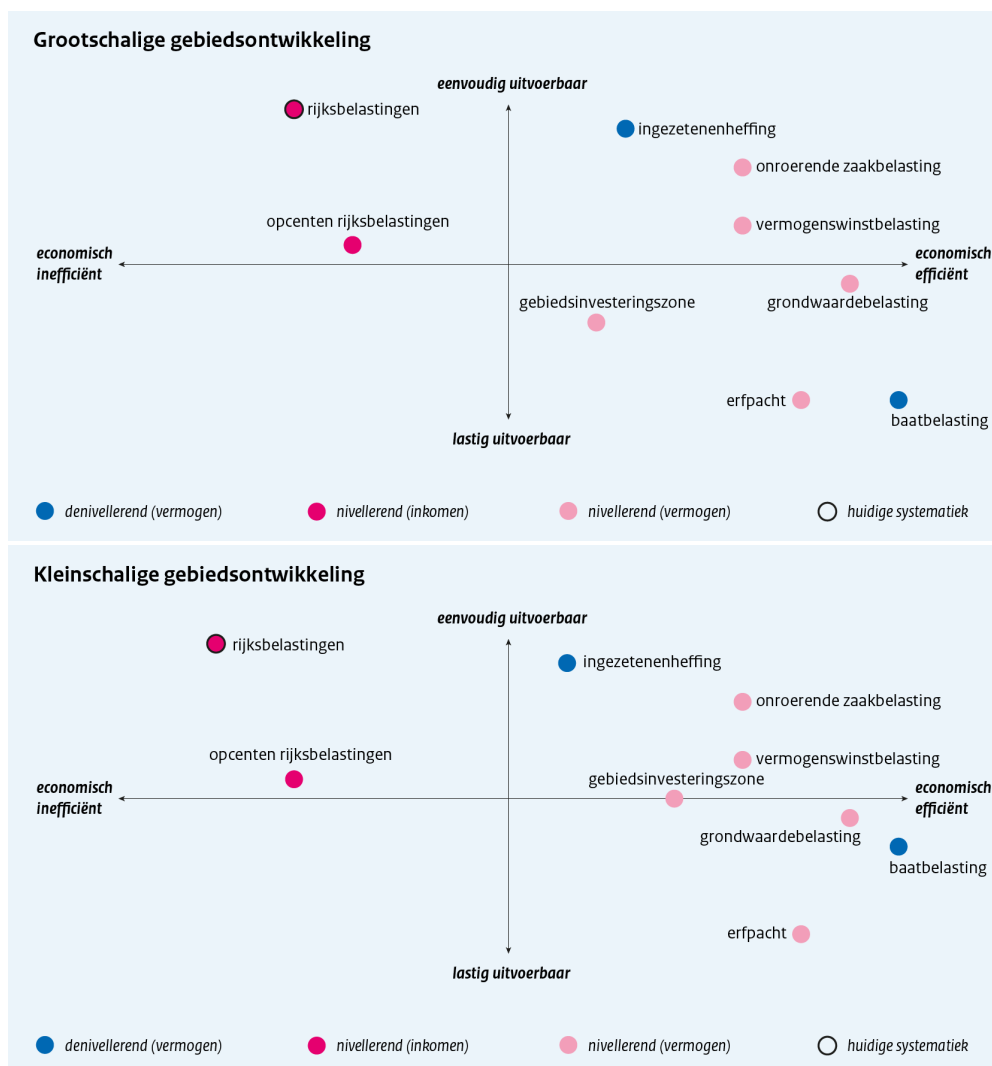 Grootschalige gebiedsontwikkeling
eenvoudig uitvoerbaar
rijksbelastingen
ingezetenenheffing
onroerende zaakbelasting
opcenten rijksbelastingen
vermogenswinstbelasting
economisch
inefficiënt
economisch
efficiënt
gebiedsinvesteringszone
grondwaardebelasting
erfpacht
baatbelasting
lastig uitvoerbaar
denivellerend (vermogen)
nivellerend (inkomen)
nivellerend (vermogen)
huidige systematiek
Kleinschalige gebiedsontwikkeling
eenvoudig uitvoerbaar
rijksbelastingen
ingezetenenheffing
onroerende zaakbelasting
opcenten rijksbelastingen
vermogenswinstbelasting
gebiedsinvesteringszone
economisch
inefficiënt
economisch
efficiënt
grondwaardebelasting
baatbelasting
erfpacht
lastig uitvoerbaar
denivellerend (vermogen)
nivellerend (inkomen)
nivellerend (vermogen)
huidige systematiek